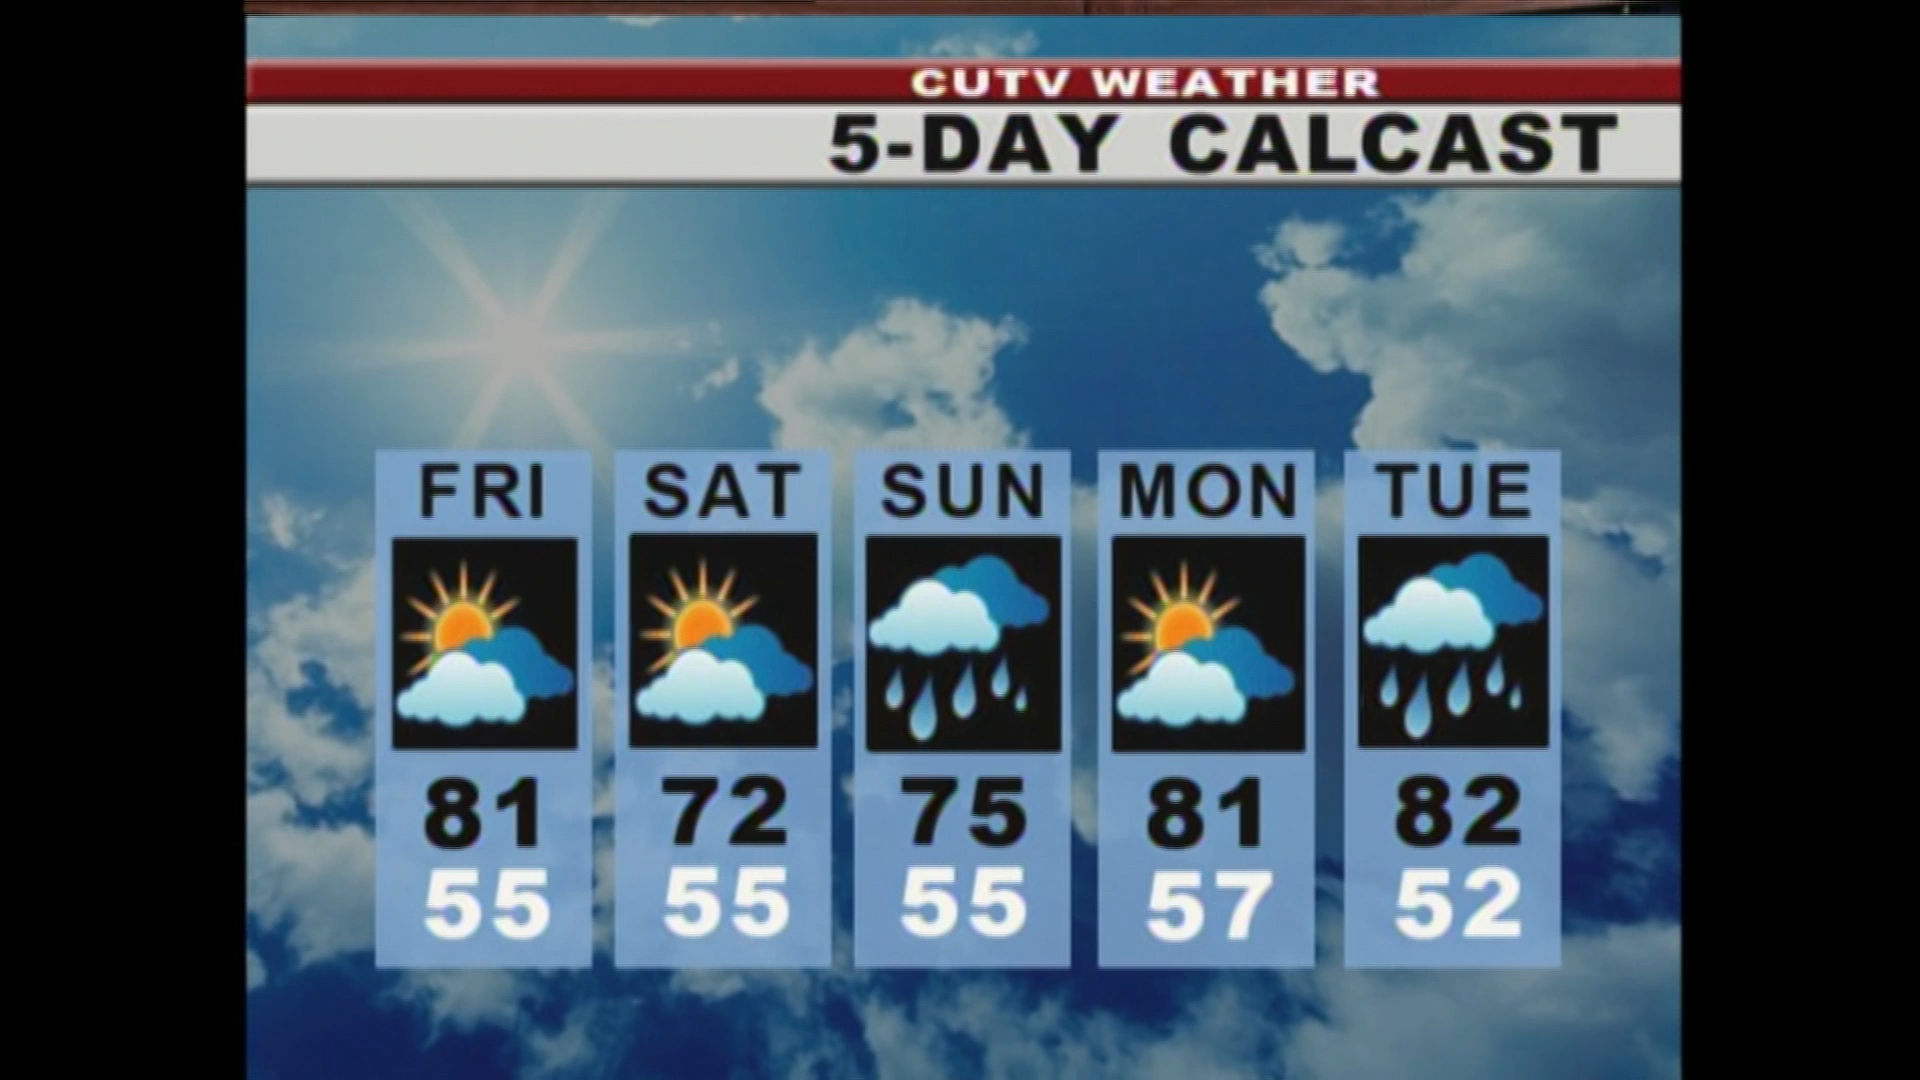 CUTV WEATHER
5-DAY CALCAST
FRI SAT SUN MON TUE
81 72 75 81 82
55 55 55 57 52